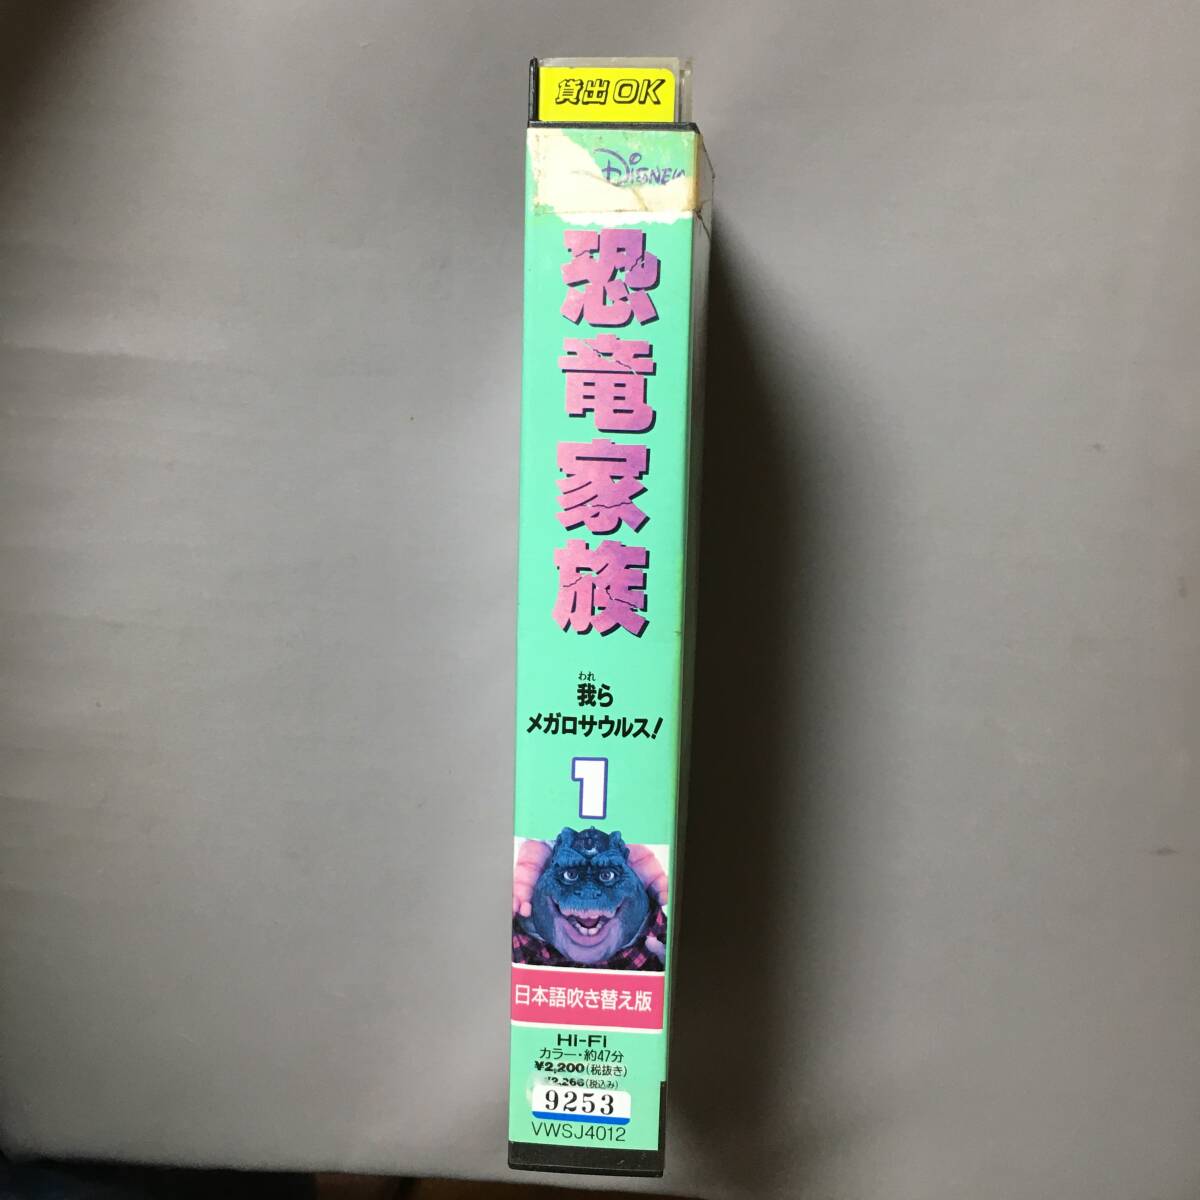 貸出OK
DISNEY
恐竜家族
われ
我ら
メガロサウルス!
1
日本語吹き替え版
Hi-Fi
カラー・約47分
¥2,200(税抜き)
¥2,266(税込み)
9253
VWSJ4012